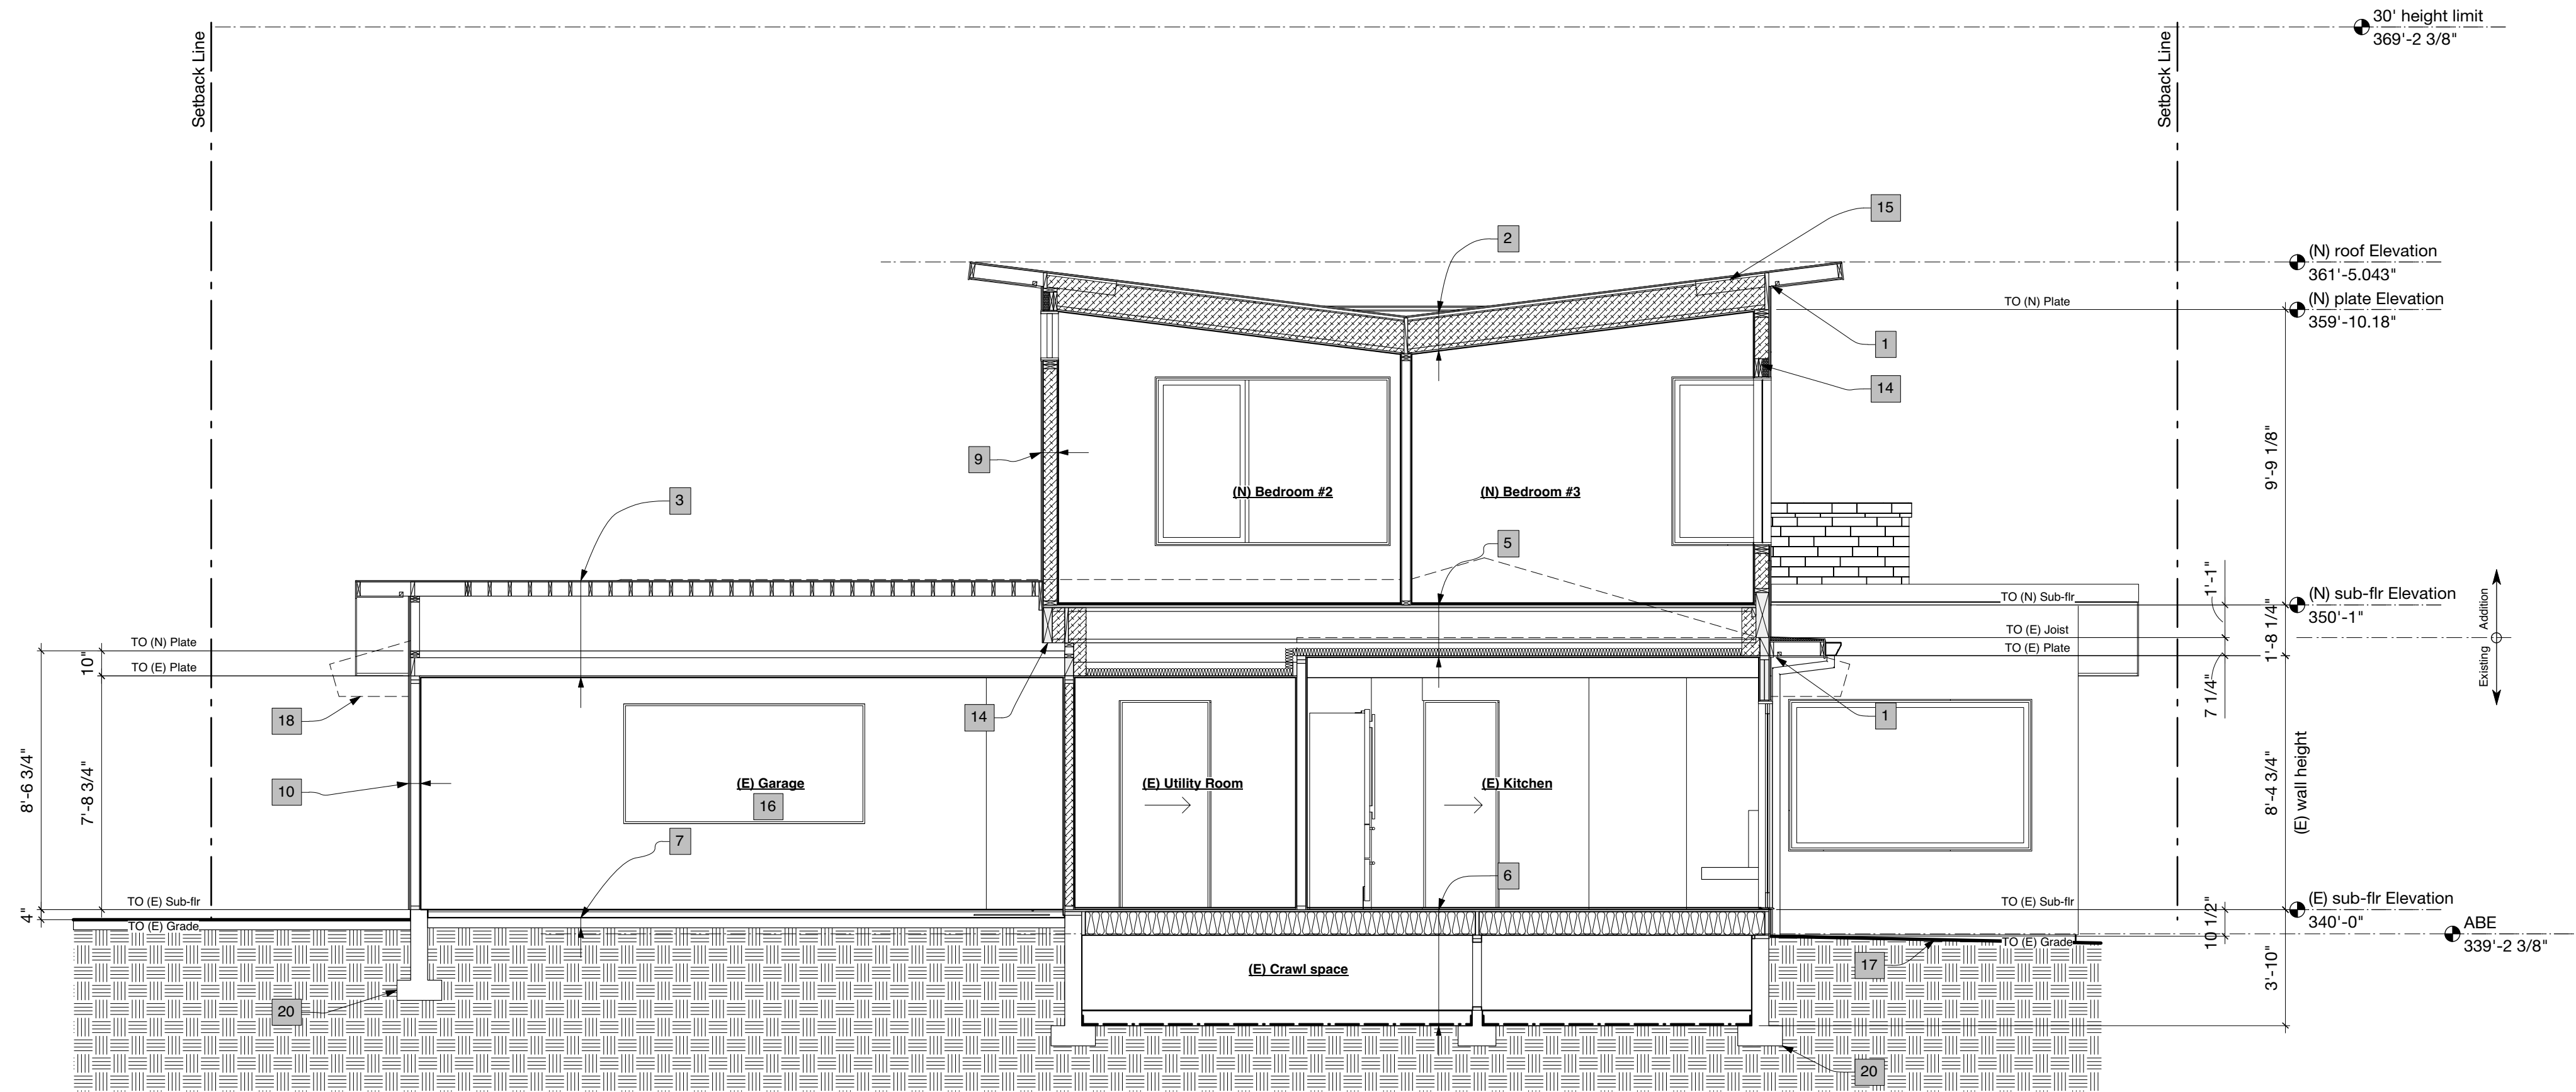 30' height limit
369'-2 3/8"
Setback Line
Setback Line
15
2
(N) roof Elevation
361'-5.043"
TO (N) Plate
(N) plate Elevation
359'-10.18"
1
14
9
9'-9 1/8"
3
(N) Bedroom #2
(N) Bedroom #3
5
1'-1"
TO (N) Sub-flr
(N) sub-flr Elevation
350'-1"
Addition
Existing
1'-8 1/4"
TO (E) Joist
TO (E) Plate
7 1/4"
TO (N) Plate
10"
TO (E) Plate
18
14
1
8'-6 3/4"
7'-8 3/4"
10
(E) Garage
16
(E) Utility Room
(E) Kitchen
8'-4 3/4"
(E) wall height
7
6
TO (E) Sub-flr
4"
TO (E) Grade
TO (E) Sub-flr
(E) sub-flr Elevation
340'-0"
10 1/2"
ABE
339'-2 3/8"
TO (E) Grade
17
(E) Crawl space
3'-10"
20
20